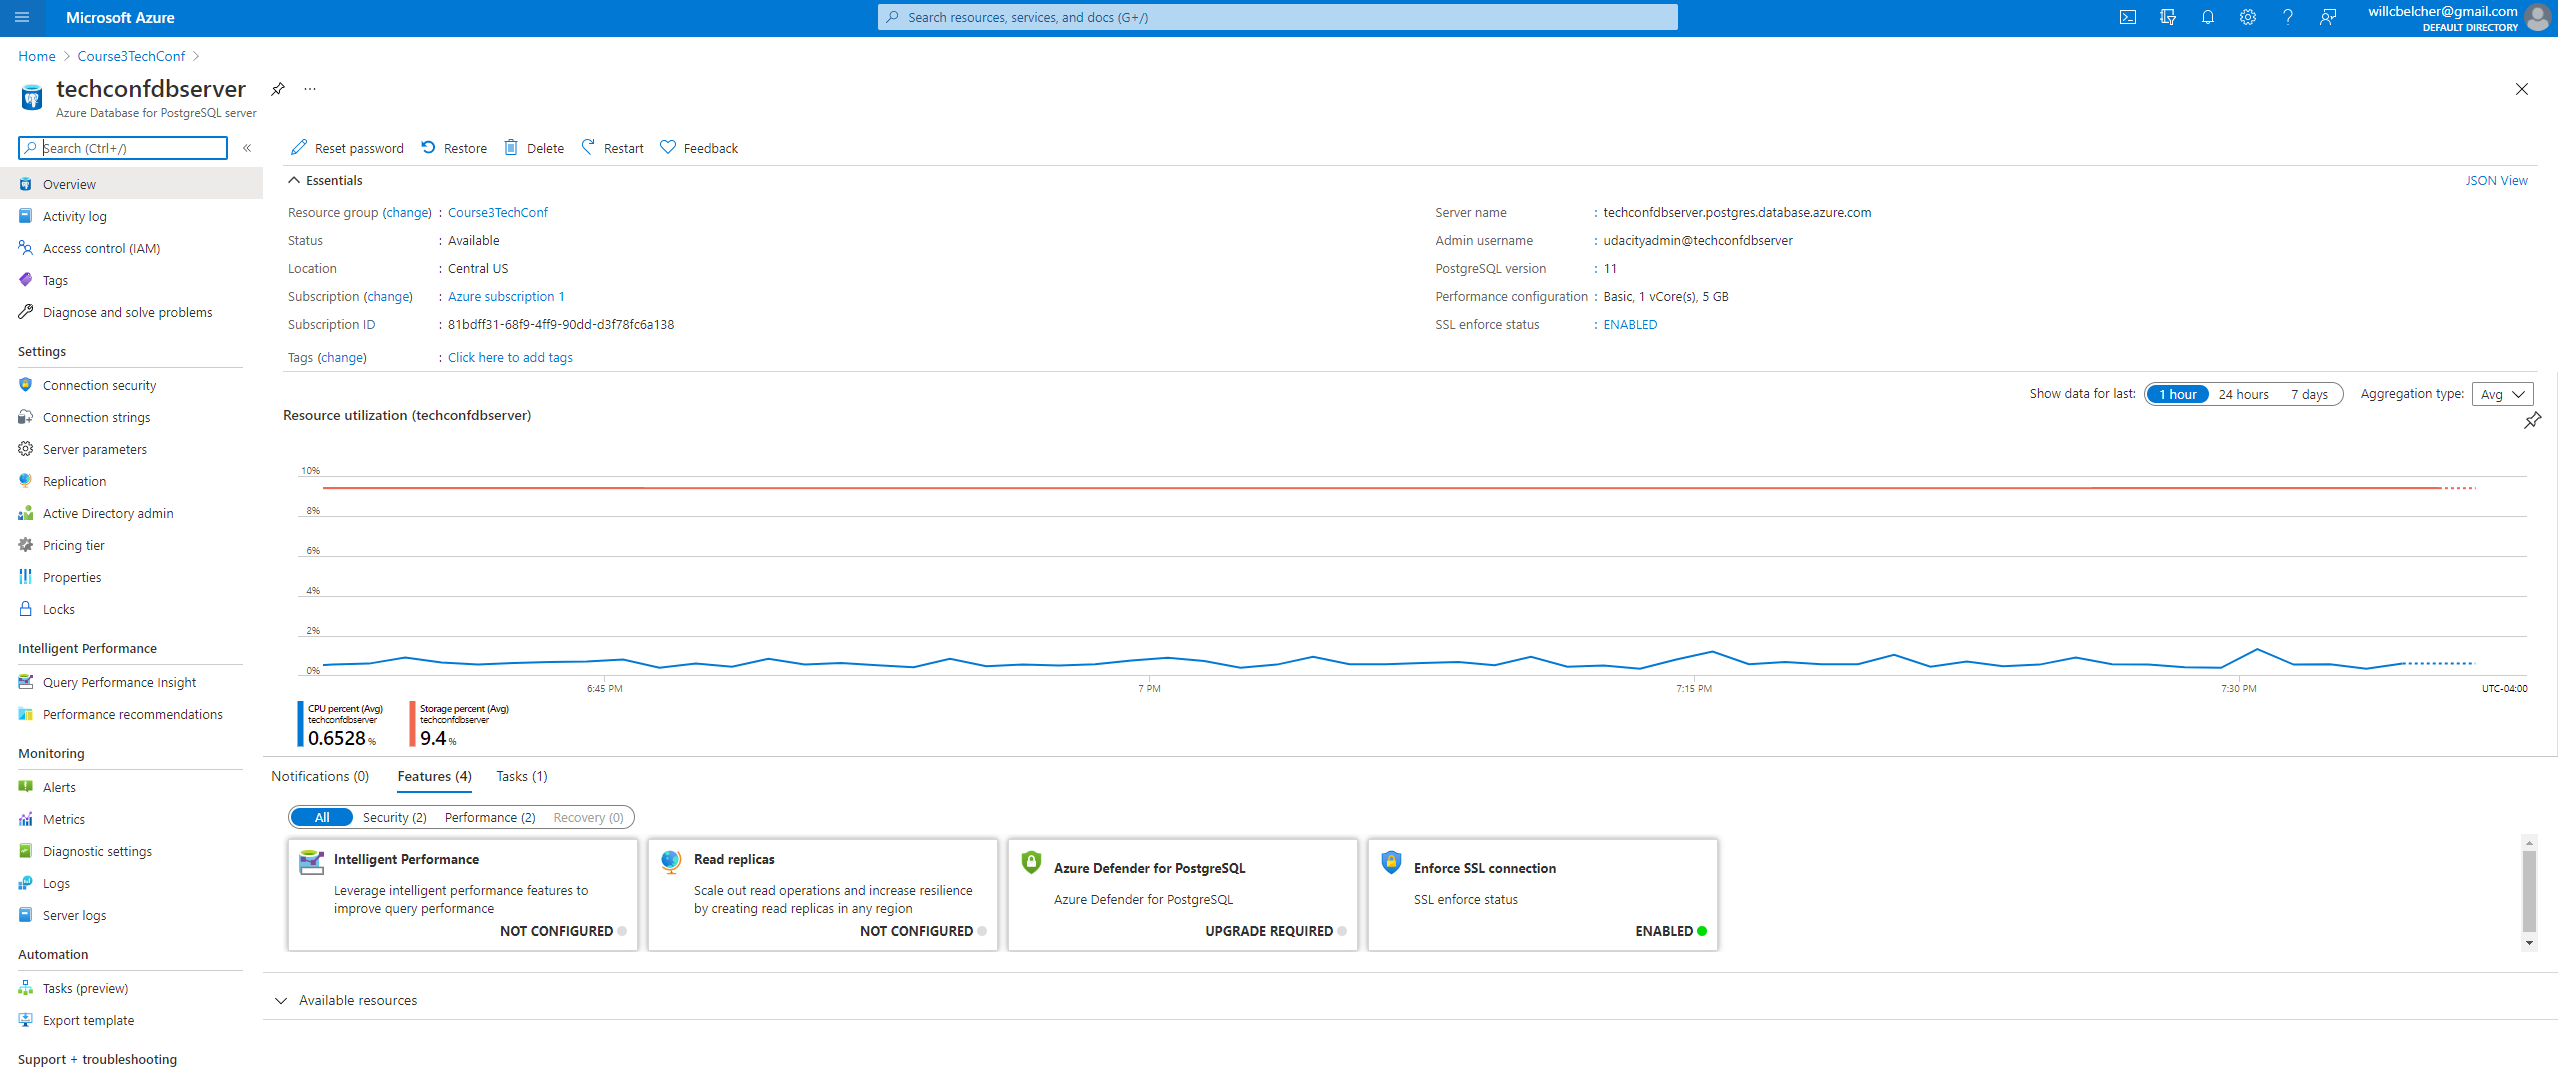 Microsoft Azure
Search resources, services, and docs (G+/)
willcbelcher@gmail.com
DEFAULT DIRECTORY
Home > Course3TechConf >
techconfdbserver
Azure Database for PostgreSQL server
Search (Ctrl+/)
«
Overview
Activity log
Access control (IAM)
Tags
Diagnose and solve problems
Settings
Connection security
Connection strings
Server parameters
Replication
Active Directory admin
Pricing tier
Properties
Locks
Intelligent Performance
Query Performance Insight
Performance recommendations
Monitoring
Alerts
Metrics
Diagnostic settings
Logs
Server logs
Automation
Tasks (preview)
Export template
Support + troubleshooting
Reset password Restore Delete Restart Feedback
Essentials
JSON View
Resource group (change) : Course3TechConf
Status : Available
Location : Central US
Subscription (change) : Azure subscription 1
Subscription ID : 81bdff31-68f9-4ff9-90dd-d3f78fc6a138
Tags (change) : Click here to add tags
Server name : techconfdbserver.postgres.database.azure.com
Admin username : udacityadmin@techconfdbserver
PostgreSQL version : 11
Performance configuration : Basic, 1 vCore(s), 5 GB
SSL enforce status : ENABLED
Show data for last: 1 hour 24 hours 7 days Aggregation type: Avg
Resource utilization (techconfdbserver)
10%
8%
6%
4%
2%
0%
6:45 PM 7 PM 7:15 PM 7:30 PM UTC-04:00
CPU percent (Avg)
techconfdbserver
0.6528 %
Storage percent (Avg)
techconfdbserver
9.4 %
Notifications (0) Features (4) Tasks (1)
All Security (2) Performance (2) Recovery (0)
Intelligent Performance
Leverage intelligent performance features to
improve query performance
NOT CONFIGURED
Read replicas
Scale out read operations and increase resilience
by creating read replicas in any region
NOT CONFIGURED
Azure Defender for PostgreSQL
Azure Defender for PostgreSQL
UPGRADE REQUIRED
Enforce SSL connection
SSL enforce status
ENABLED
Available resources